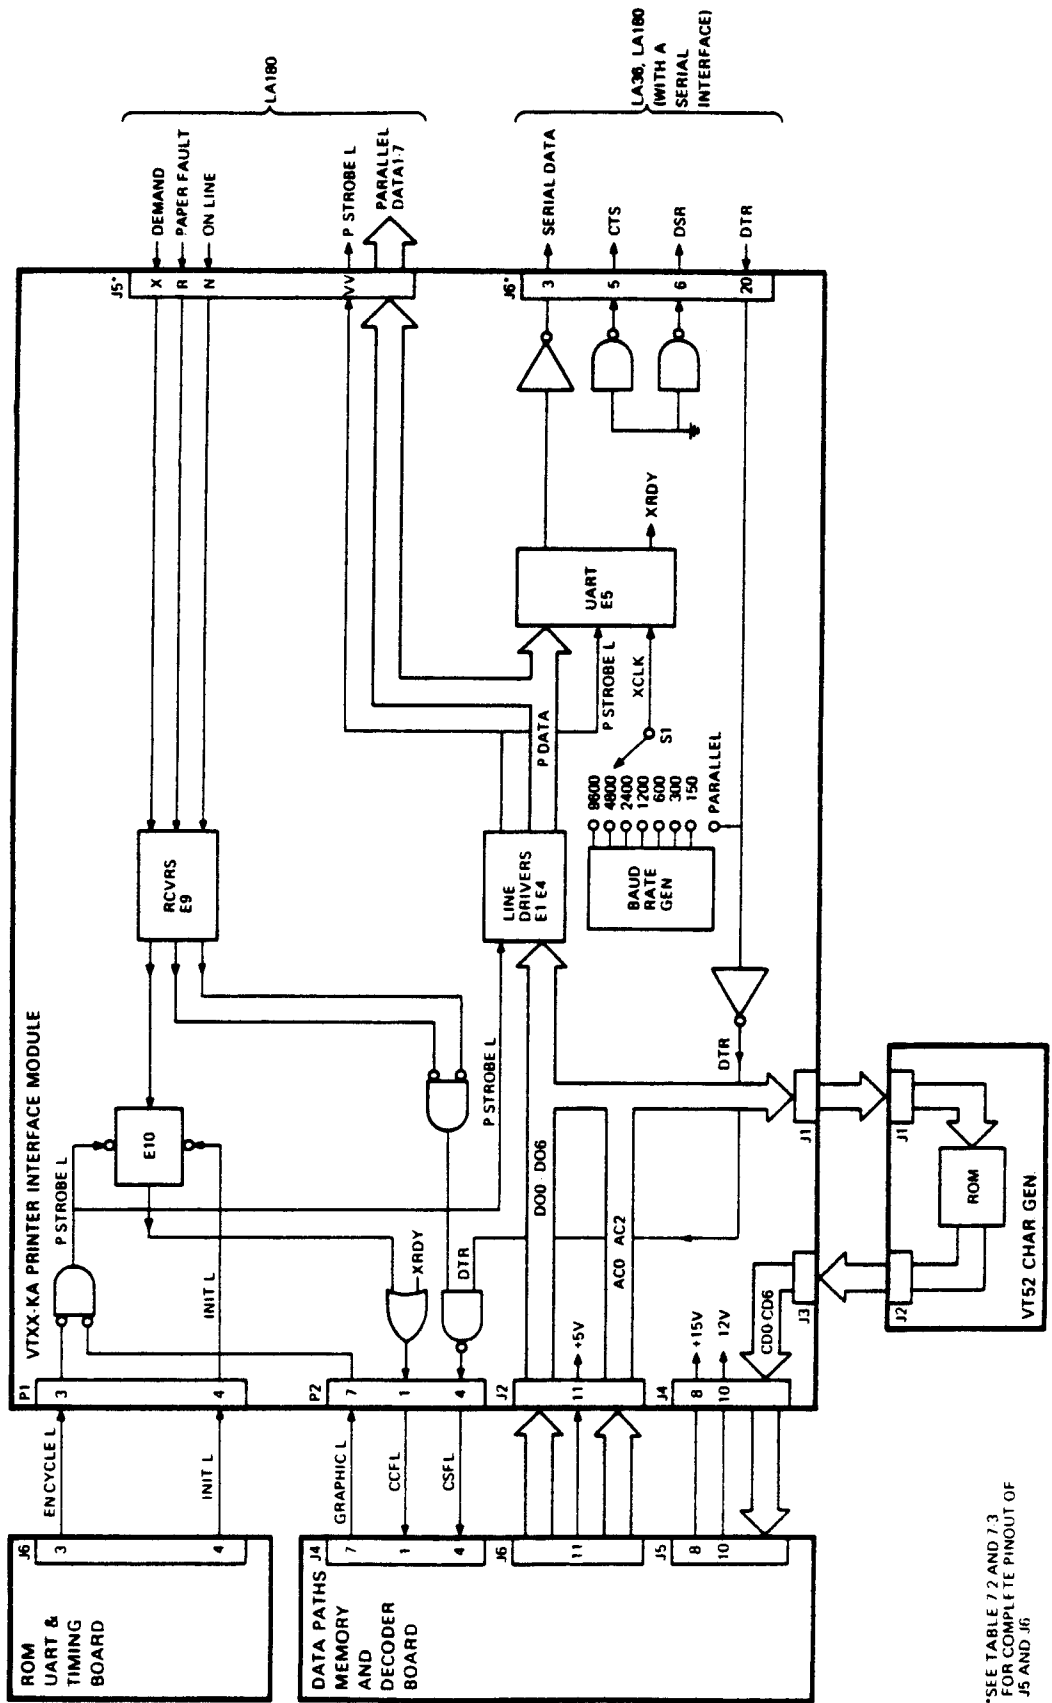 ROM
UART &
TIMING
BOARD
J6
3
4
ENCYCLE L
INIT L
DATA PATHS
MEMORY
AND
DECODER
BOARD
J4
7
1
4
J6
11
J5
8
10
GRAPHIC L
CCF L
CSF L
VTXX-KA PRINTER INTERFACE MODULE
P1
3
4
P2
7
1
4
J2
11
J4
8
10
P STROBE L
INIT L
E10
XRDY
DTR
+5V
+15V
12V
DO0 - DO6
AC0 AC2
CD0-CD6
P STROBE L
RCVRS
E9
LINE
DRIVERS
E1 E4
BAUD
RATE
GEN
9600
4800
2400
1200
600
300
150
PARALLEL
S1
P DATA
P STROBE L
XCLK
UART
E5
XRDY
DTR
J3
J1
J2
J1
ROM
VT52 CHAR GEN.
J5*
X
R
N
VV
J6*
3
5
6
20
DEMAND
PAPER FAULT
ON LINE
P STROBE L
PARALLEL
DATA1-7
LA180
SERIAL DATA
CTS
DSR
DTR
LA36, LA180
(WITH A
SERIAL
INTERFACE)
*SEE TABLE 7 2 AND 7.3
FOR COMPLETE PINOUT OF
J5 AND J6